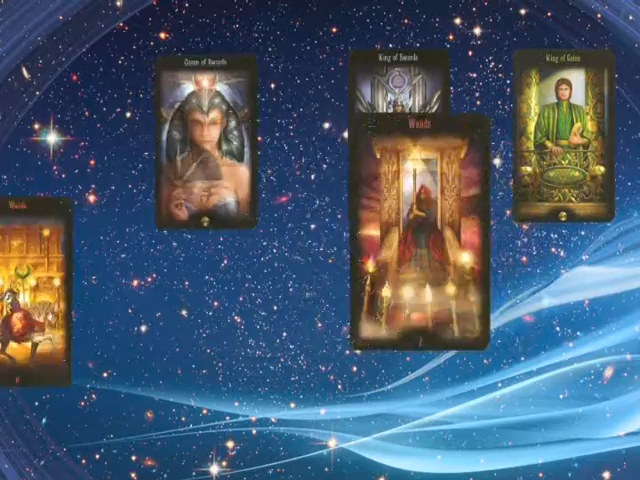 Queen of Swords
King of Swords
King of Coins
Wands
Wands